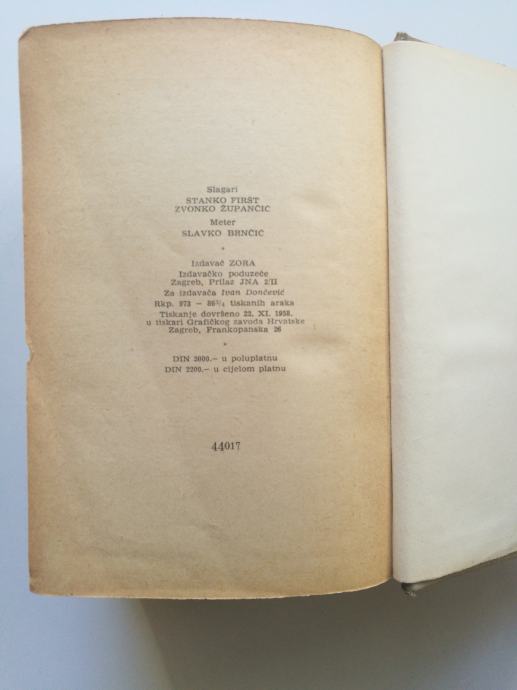 Slagari
STANKO FIRŠT
ZVONKO ŽUPANČIĆ
Meter
SLAVKO BRNČIĆ
*
Izdavač ZORA
Izdavačko poduzeće
Zagreb, Prilaz JNA 2/II
Za izdavača Ivan Dončević
Rkp. 973 — 86³/₄ tiskanih araka
Tiskanje dovršeno 22. XI. 1958.
u tiskari Grafičkog zavoda Hrvatske
Zagreb, Frankopanska 26
*
DIN 2000.— u poluplatnu
DIN 2200.— u cijelom platnu
44017